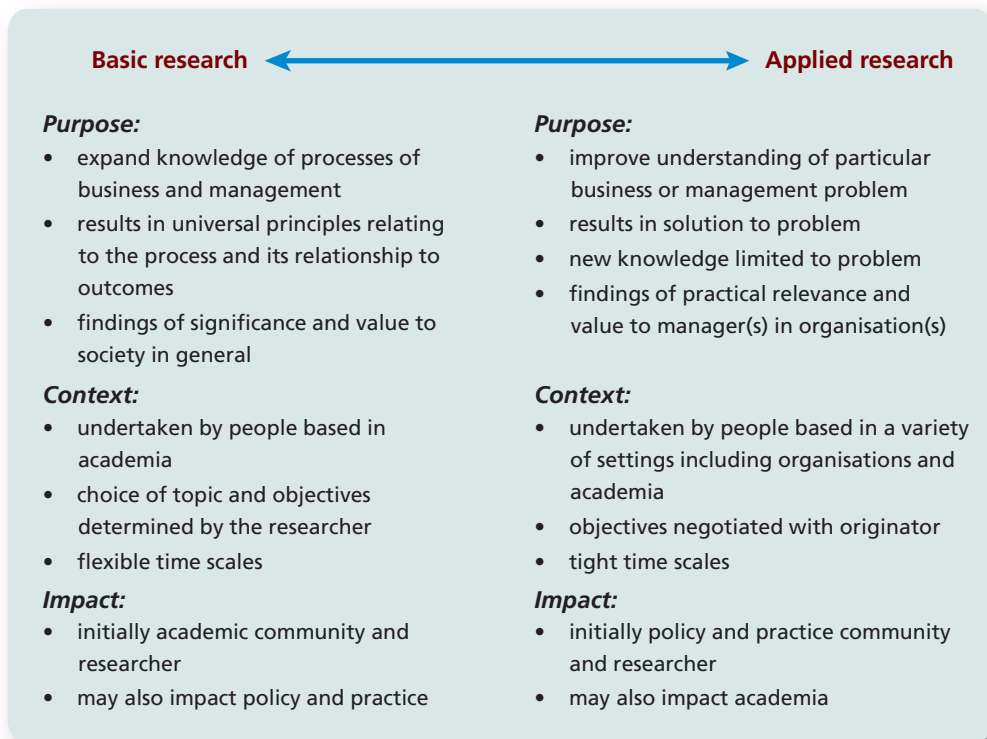 Basic research
Applied research
Purpose:
• expand knowledge of processes of
business and management
• results in universal principles relating
to the process and its relationship to
outcomes
• findings of significance and value to
society in general
Context:
• undertaken by people based in
academia
• choice of topic and objectives
determined by the researcher
• flexible time scales
Impact:
• initially academic community and
researcher
• may also impact policy and practice
Purpose:
• improve understanding of particular
business or management problem
• results in solution to problem
• new knowledge limited to problem
• findings of practical relevance and
value to manager(s) in organisation(s)
Context:
• undertaken by people based in a variety
of settings including organisations and
academia
• objectives negotiated with originator
• tight time scales
Impact:
• initially policy and practice community
and researcher
• may also impact academia